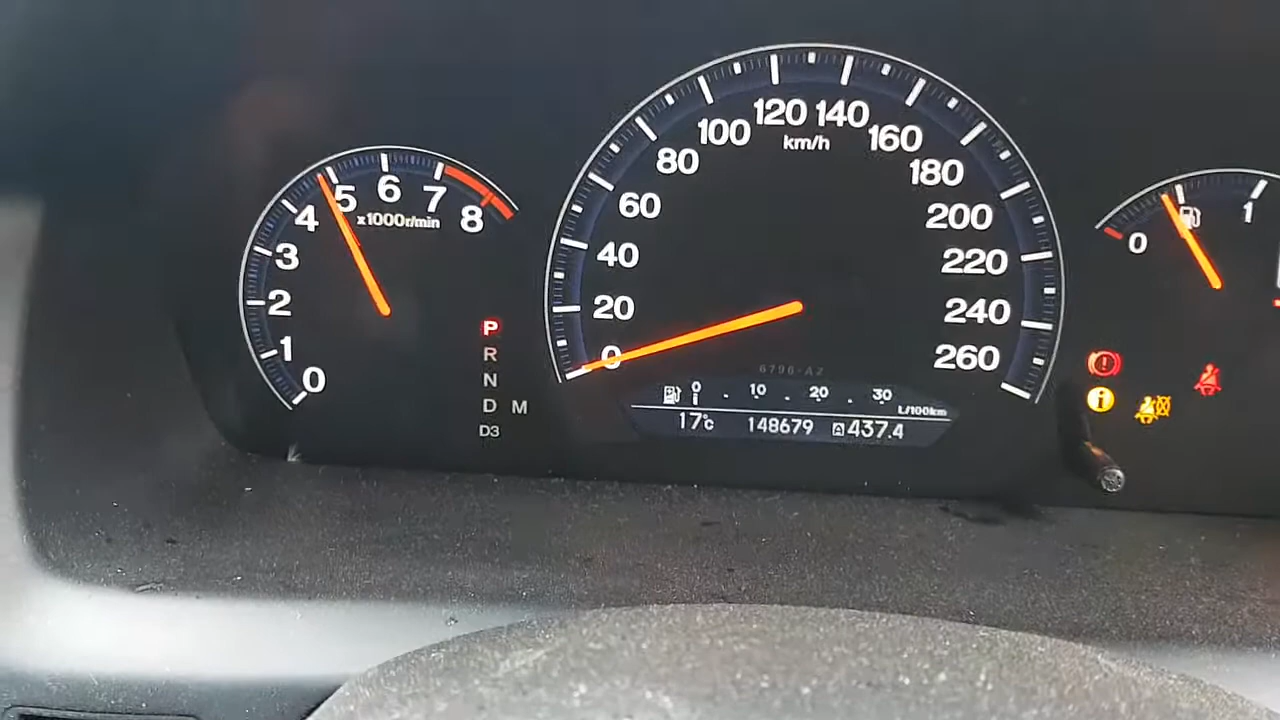 0
1
2
3
4
5
6
7
8
x1000r/min
P
R
N
D M
D3
0
20
40
60
80
100
120
140
160
180
200
220
240
260
km/h
6796-A2
0 · 10 · 20 · 30
L/100km
17°c 148679 A 437.4
0
1